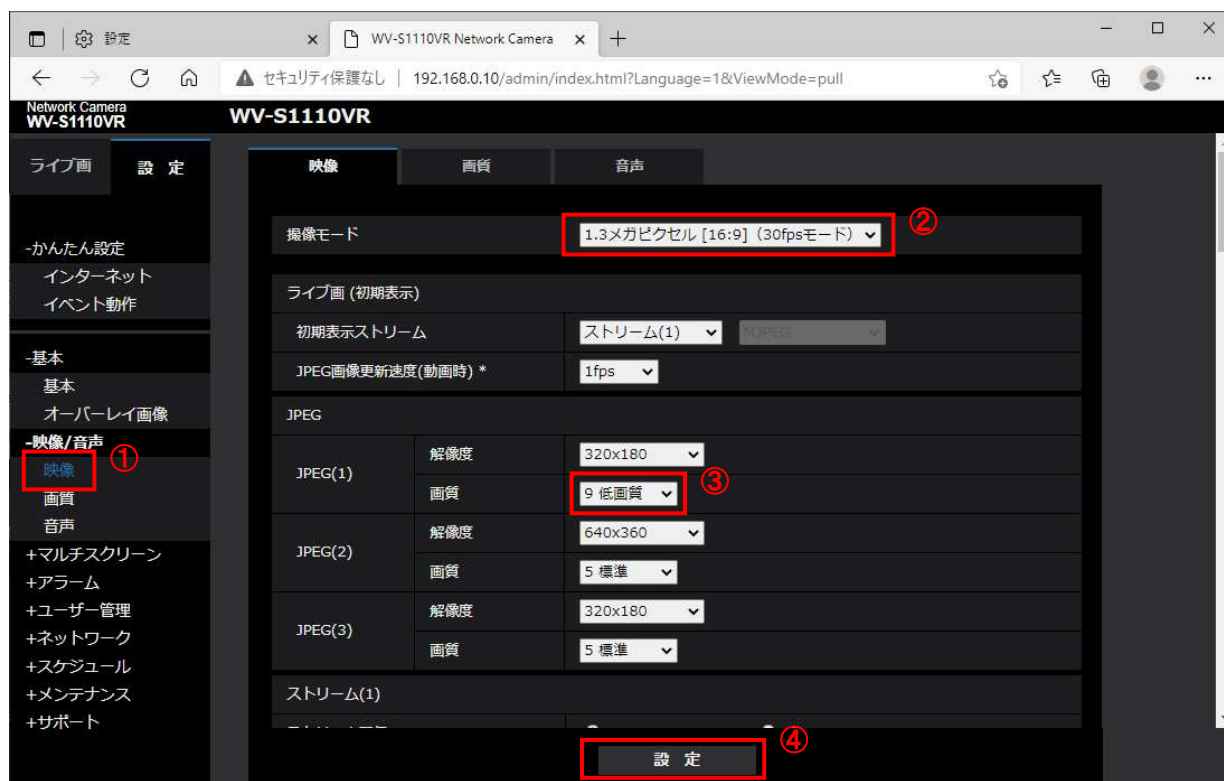 設定
WV-S1110VR Network Camera
セキュリティ保護なし | 192.168.0.10/admin/index.html?Language=1&ViewMode=pull
Network Camera
WV-S1110VR
WV-S1110VR
ライブ画
設 定
-かんたん設定
インターネット
イベント動作
-基本
基本
オーバーレイ画像
-映像/音声
映像
①
画質
音声
+マルチスクリーン
+アラーム
+ユーザー管理
+ネットワーク
+スケジュール
+メンテナンス
+サポート
映像
画質
音声
撮像モード
1.3メガピクセル [16:9]（30fpsモード）
②
ライブ画 (初期表示)
初期表示ストリーム
ストリーム(1)
MJPEG
JPEG画像更新速度(動画時) *
1fps
JPEG
JPEG(1)
解像度
320x180
画質
9 低画質
③
JPEG(2)
解像度
640x360
画質
5 標準
JPEG(3)
解像度
320x180
画質
5 標準
ストリーム(1)
設 定
④